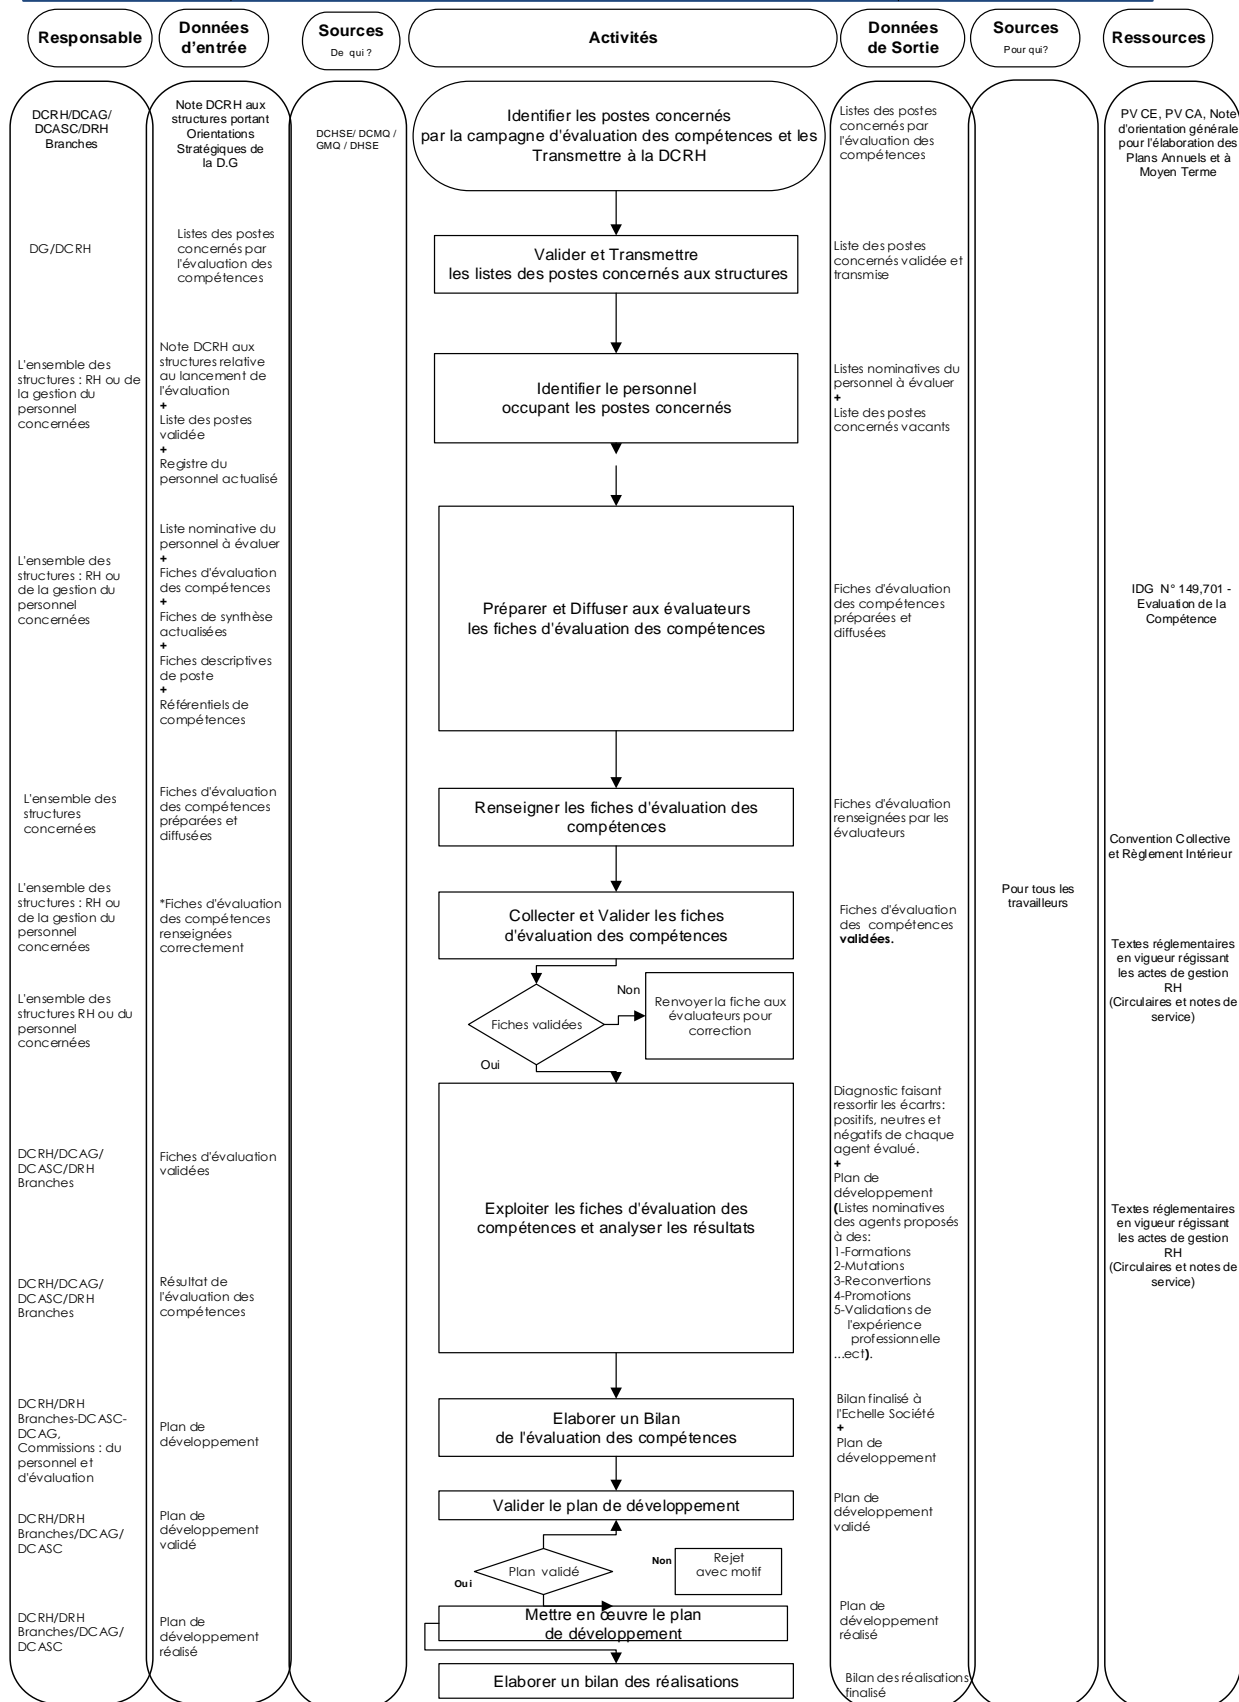 Responsable
Données
d'entrée
Sources
De qui ?
Activités
Données
de Sortie
Sources
Pour qui?
Ressources
DCRH/DCAG/
DCASC/DRH
Branches
Note DCRH aux
structures portant
Orientations
Stratégiques de
la D.G
DCHSE/ DCMQ /
GMQ / DHSE
Identifier les postes concernés
par la campagne d'évaluation des compétences et les
Transmettre à la DCRH
Listes des postes
concernés par
l'évaluation des
compétences
PV CE, PV CA, Note
d'orientation générale
pour l'élaboration des
Plans Annuels et à
Moyen Terme
DG/DCRH
Listes des postes
concernés par
l'évaluation des
compétences
Valider et Transmettre
les listes des postes concernés aux structures
Liste des postes
concernés validée et
transmise
L'ensemble des
structures : RH ou de
la gestion du
personnel
concernées
Note DCRH aux
structures relative
au lancement de
l'évaluation
+
Liste des postes
validée
+
Registre du
personnel actualisé
Identifier le personnel
occupant les postes concernés
Listes nominatives du
personnel à évaluer
+
Liste des postes
concernés vacants
L'ensemble des
structures : RH ou
de la gestion du
personnel
concernées
Liste nominative du
personnel à évaluer
+
Fiches d'évaluation
des compétences
+
Fiches de synthèse
actualisées
+
Fiches descriptives
de poste
+
Référentiels de
compétences
Préparer et Diffuser aux évaluateurs
les fiches d'évaluation des compétences
Fiches d'évaluation
des compétences
préparées et
diffusées
IDG N° 149,701 -
Evaluation de la
Compétence
L'ensemble des
structures
concernées
Fiches d'évaluation
des compétences
préparées et
diffusées
Renseigner les fiches d'évaluation des
compétences
Fiches d'évaluation
renseignées par les
évaluateurs
Convention Collective
et Règlement Intérieur
L'ensemble des
structures : RH ou
de la gestion du
personnel
concernées
*Fiches d'évaluation
des compétences
renseignées
correctement
Collecter et Valider les fiches
d'évaluation des compétences
Fiches d'évaluation
des compétences
validées.
Pour tous les
travailleurs
Textes réglementaires
en vigueur régissant
les actes de gestion
RH
(Circulaires et notes de
service)
L'ensemble des
structures RH ou du
personnel
concernées
Fiches validées
Non
Renvoyer la fiche aux
évaluateurs pour
correction
Oui
DCRH/DCAG/
DCASC/DRH
Branches
Fiches d'évaluation
validées
Exploiter les fiches d'évaluation des
compétences et analyser les résultats
Diagnostic faisant
ressortir les écartrs:
positifs, neutres et
négatifs de chaque
agent évalué.
+
Plan de
développement
(Listes nominatives
des agents proposés
à des:
1-Formations
2-Mutations
3-Reconvertions
4-Promotions
5-Validations de
l'expérience
professionnelle
...ect).
Textes réglementaires
en vigueur régissant
les actes de gestion
RH
(Circulaires et notes de
service)
DCRH/DCAG/
DCASC/DRH
Branches
Résultat de
l'évaluation des
compétences
DCRH/DRH
Branches-DCASC-
DCAG,
Commissions : du
personnel et
d'évaluation
Plan de
développement
Elaborer un Bilan
de l'évaluation des compétences
Bilan finalisé à
l'Echelle Société
+
Plan de
développement
DCRH/DRH
Branches/DCAG/
DCASC
Plan de
développement
validé
Valider le plan de développement
Plan de
développement
validé
Plan validé
Non
Rejet
avec motif
Oui
DCRH/DRH
Branches/DCAG/
DCASC
Plan de
développement
réalisé
Mettre en œuvre le plan
de développement
Plan de
développement
réalisé
Elaborer un bilan des réalisations
Bilan des réalisations
finalisé